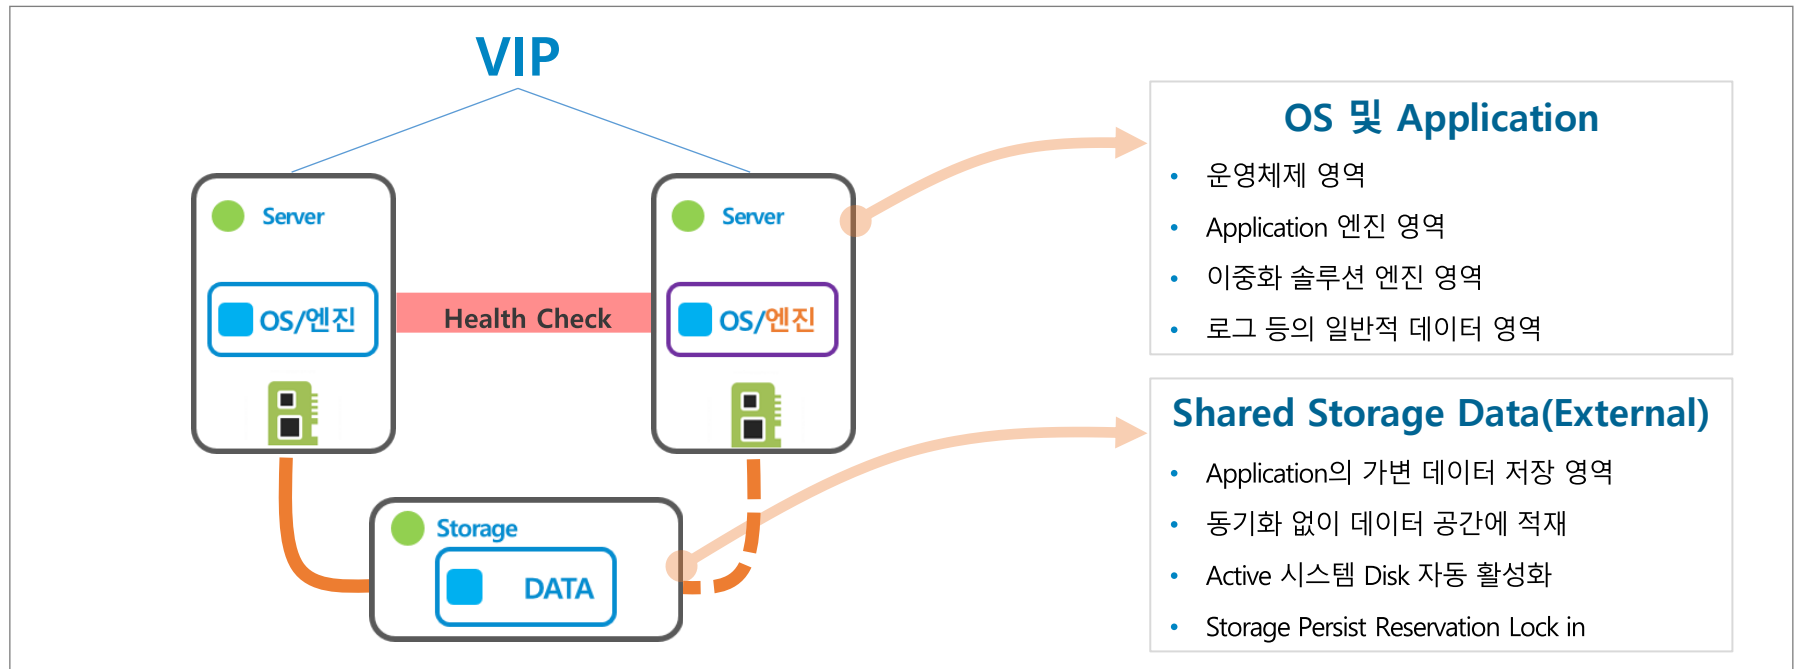 VIP
Server
OS/엔진
Health Check
Server
OS/엔진
Storage
DATA
OS 및 Application
• 운영체제 영역
• Application 엔진 영역
• 이중화 솔루션 엔진 영역
• 로그 등의 일반적 데이터 영역
Shared Storage Data(External)
• Application의 가변 데이터 저장 영역
• 동기화 없이 데이터 공간에 적재
• Active 시스템 Disk 자동 활성화
• Storage Persist Reservation Lock in